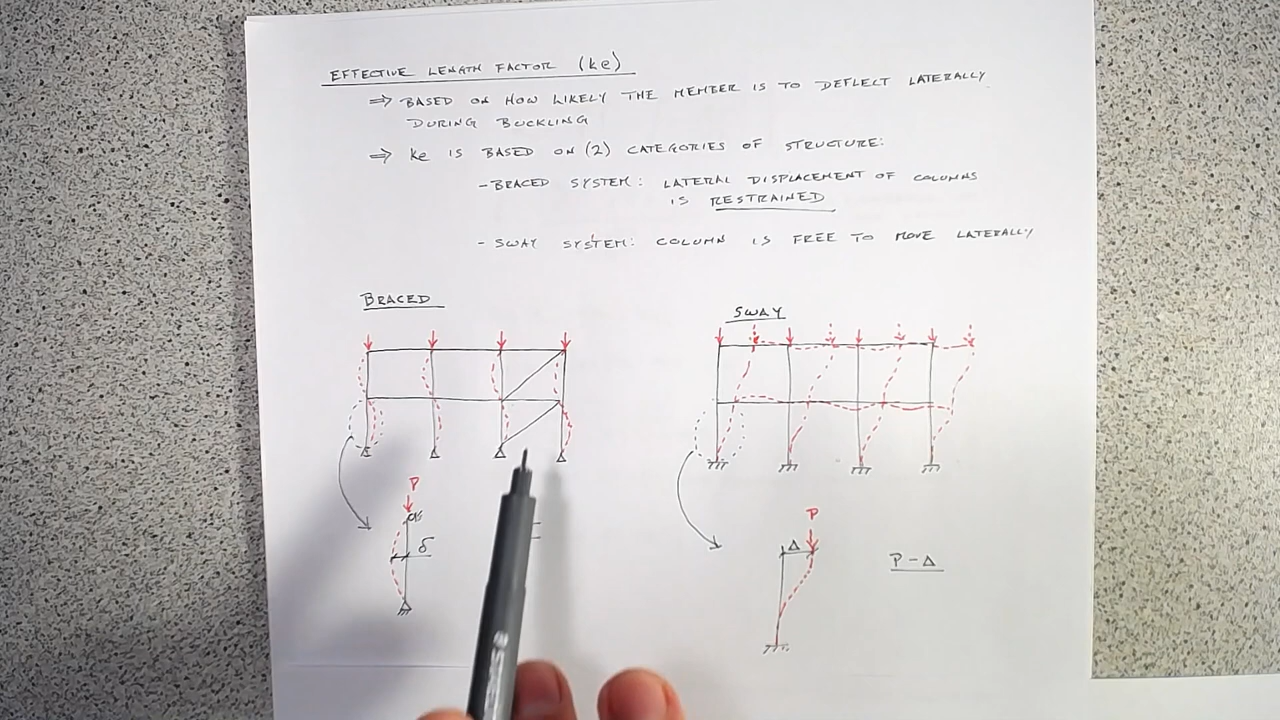 EFFECTIVE LENGTH FACTOR (ke)
⇒ BASED ON HOW LIKELY THE MEMBER IS TO DEFLECT LATERALLY
DURING BUCKLING
⇒ ke IS BASED ON (2) CATEGORIES OF STRUCTURE:
- BRACED SYSTEM: LATERAL DISPLACEMENT OF COLUMNS
IS RESTRAINED
- SWAY SYSTEM: COLUMN IS FREE TO MOVE LATERALLY
BRACED
SWAY
P
δ
P
Δ
P - Δ